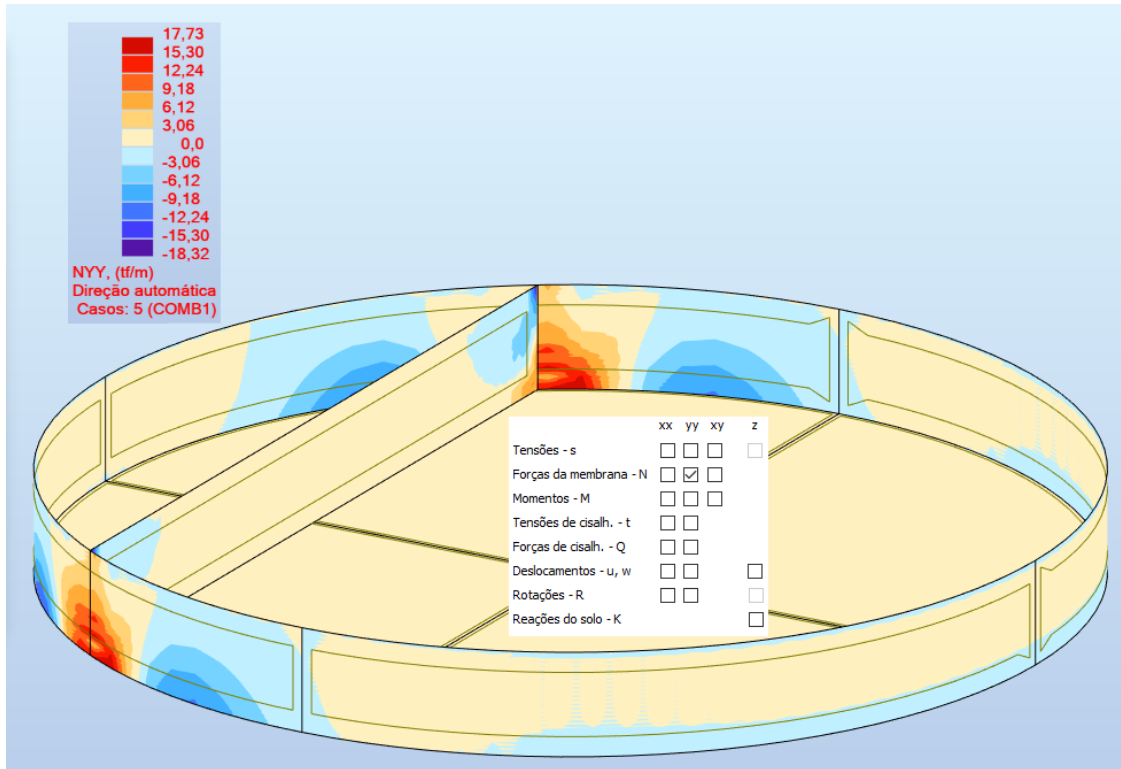 17,73
15,30
12,24
9,18
6,12
3,06
0,0
-3,06
-6,12
-9,18
-12,24
-15,30
-18,32
NYY, (tf/m)
Direção automática
Casos: 5 (COMB1)
xx yy xy z
Tensões - s
Forças da membrana - N
Momentos - M
Tensões de cisalh. - t
Forças de cisalh. - Q
Deslocamentos - u, w
Rotações - R
Reações do solo - K